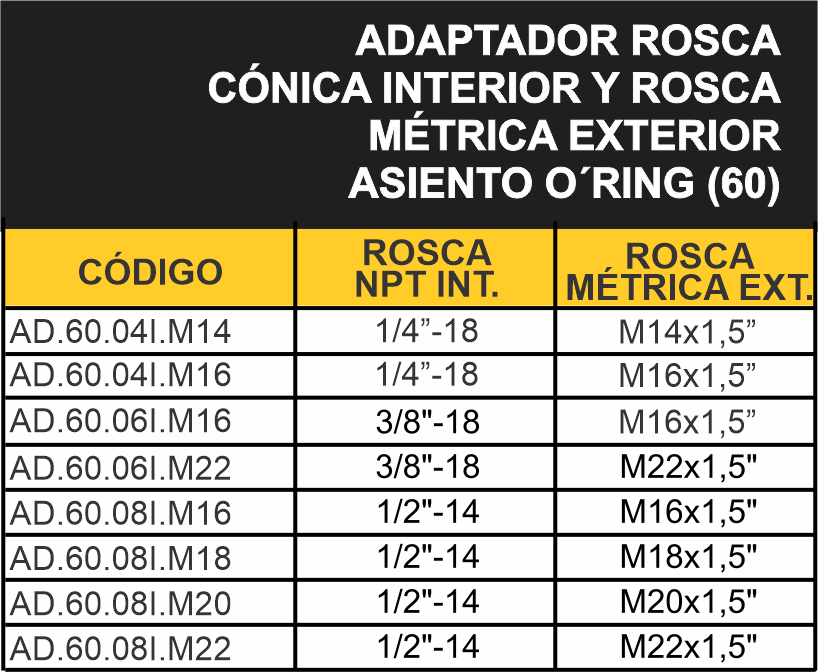 ADAPTADOR ROSCA
CÓNICA INTERIOR Y ROSCA
MÉTRICA EXTERIOR
ASIENTO O´RING (60)
CÓDIGO ROSCA NPT INT. ROSCA MÉTRICA EXT.
AD.60.04I.M14 1/4”-18 M14x1,5”
AD.60.04I.M16 1/4”-18 M16x1,5”
AD.60.06I.M16 3/8"-18 M16x1,5”
AD.60.06I.M22 3/8"-18 M22x1,5"
AD.60.08I.M16 1/2"-14 M16x1,5"
AD.60.08I.M18 1/2"-14 M18x1,5"
AD.60.08I.M20 1/2"-14 M20x1,5"
AD.60.08I.M22 1/2"-14 M22x1,5"